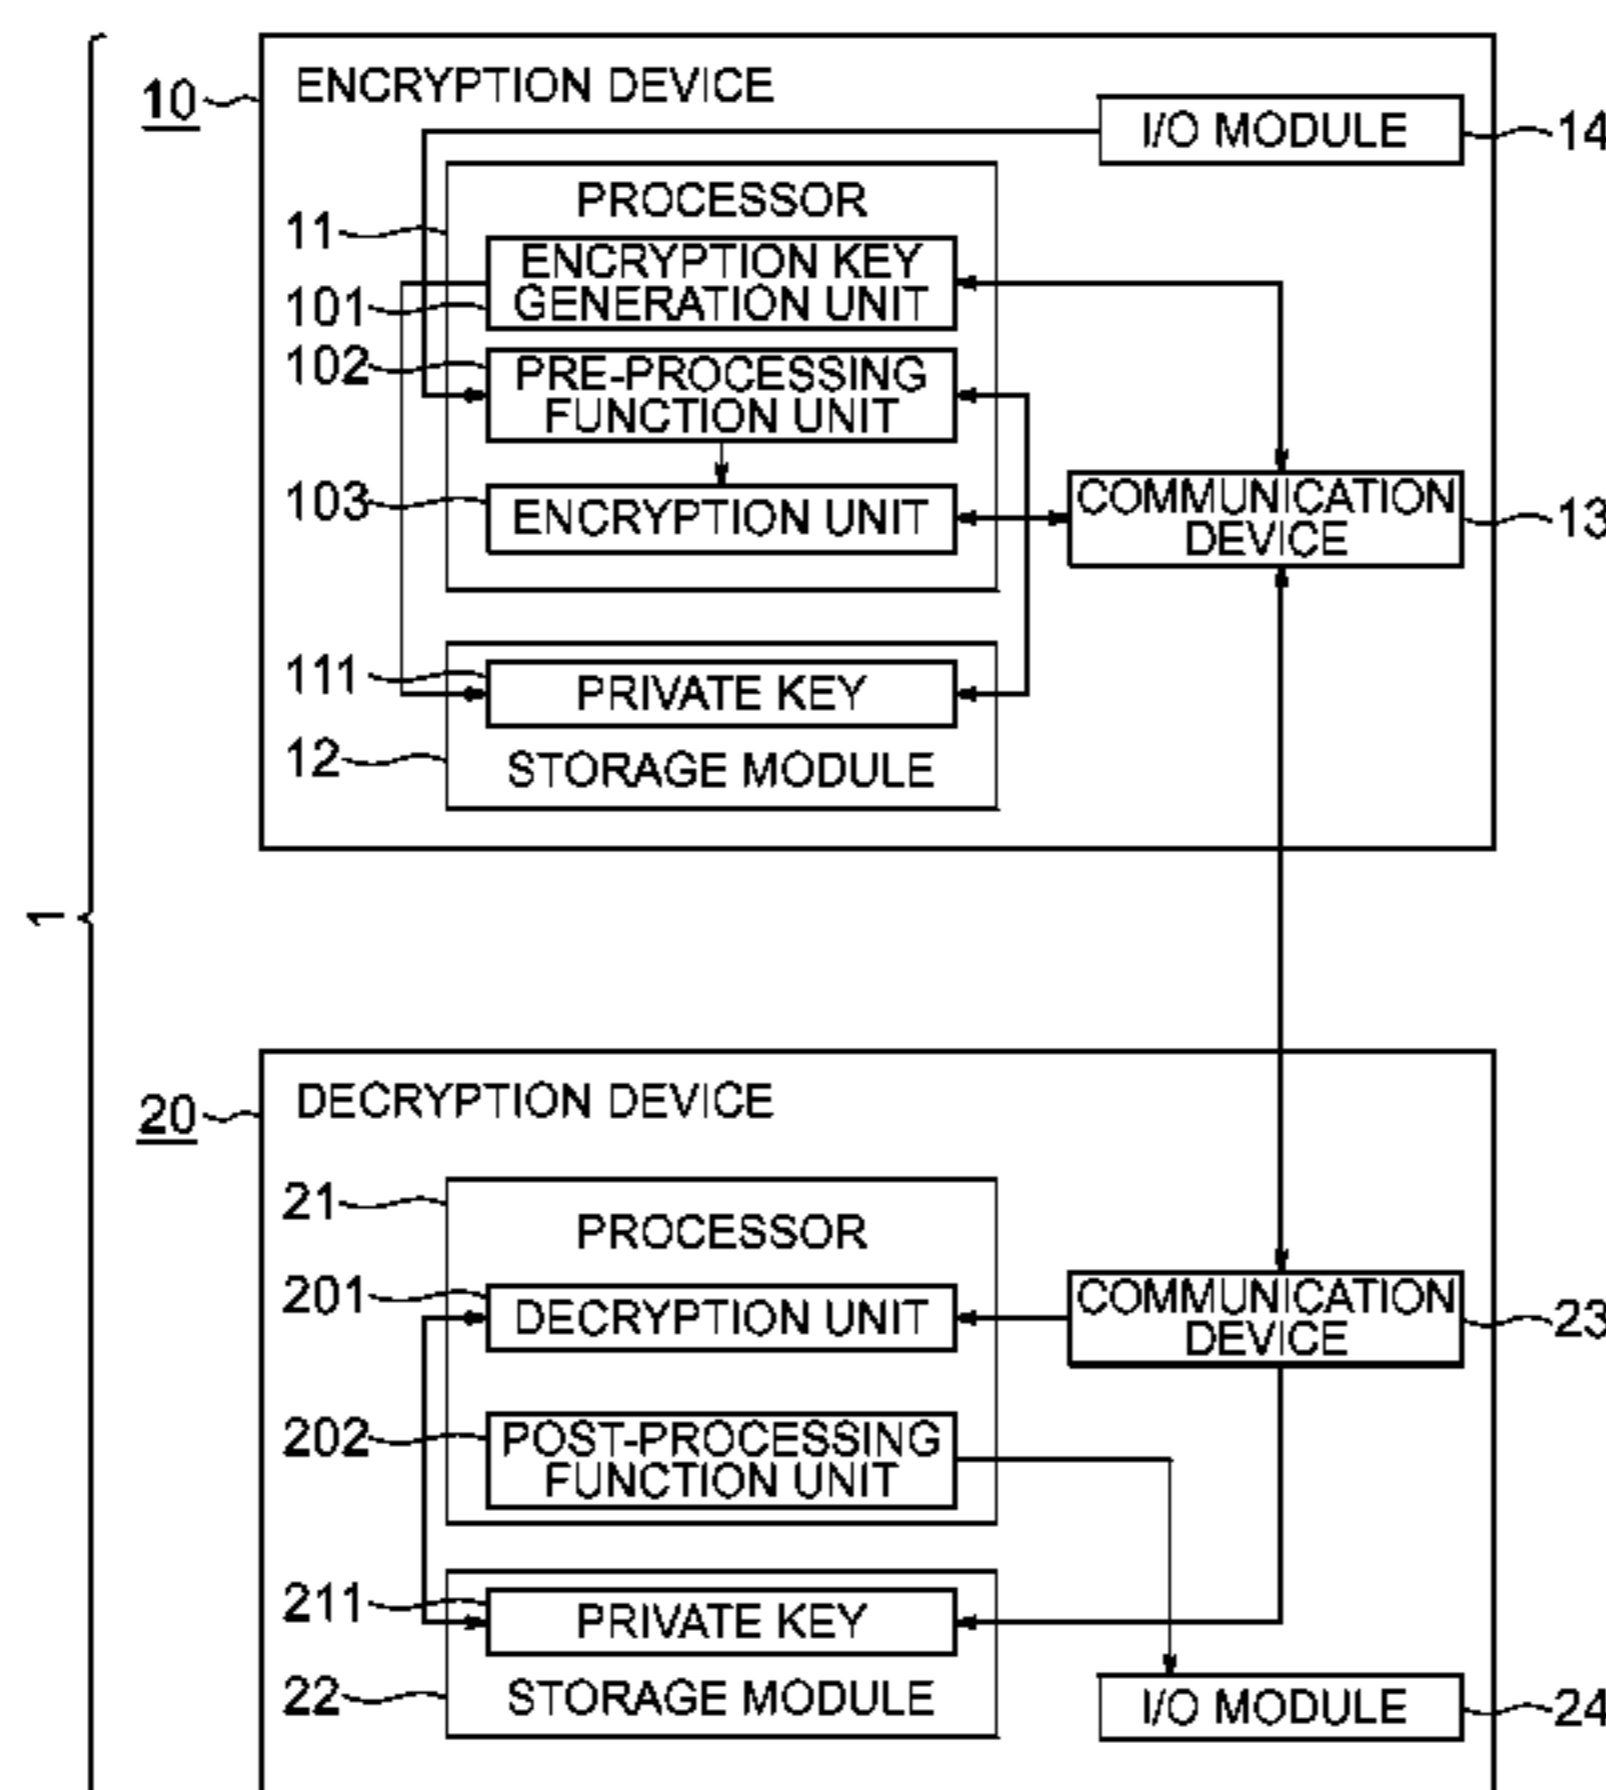 ENCRYPTION DEVICE
10
I/O MODULE
14
PROCESSOR
11
ENCRYPTION KEY
GENERATION UNIT
101
102
PRE-PROCESSING
FUNCTION UNIT
103
ENCRYPTION UNIT
COMMUNICATION
DEVICE
13
111
PRIVATE KEY
12
STORAGE MODULE
1
DECRYPTION DEVICE
20
21
PROCESSOR
201
DECRYPTION UNIT
COMMUNICATION
DEVICE
23
202
POST-PROCESSING
FUNCTION UNIT
211
PRIVATE KEY
22
STORAGE MODULE
I/O MODULE
24